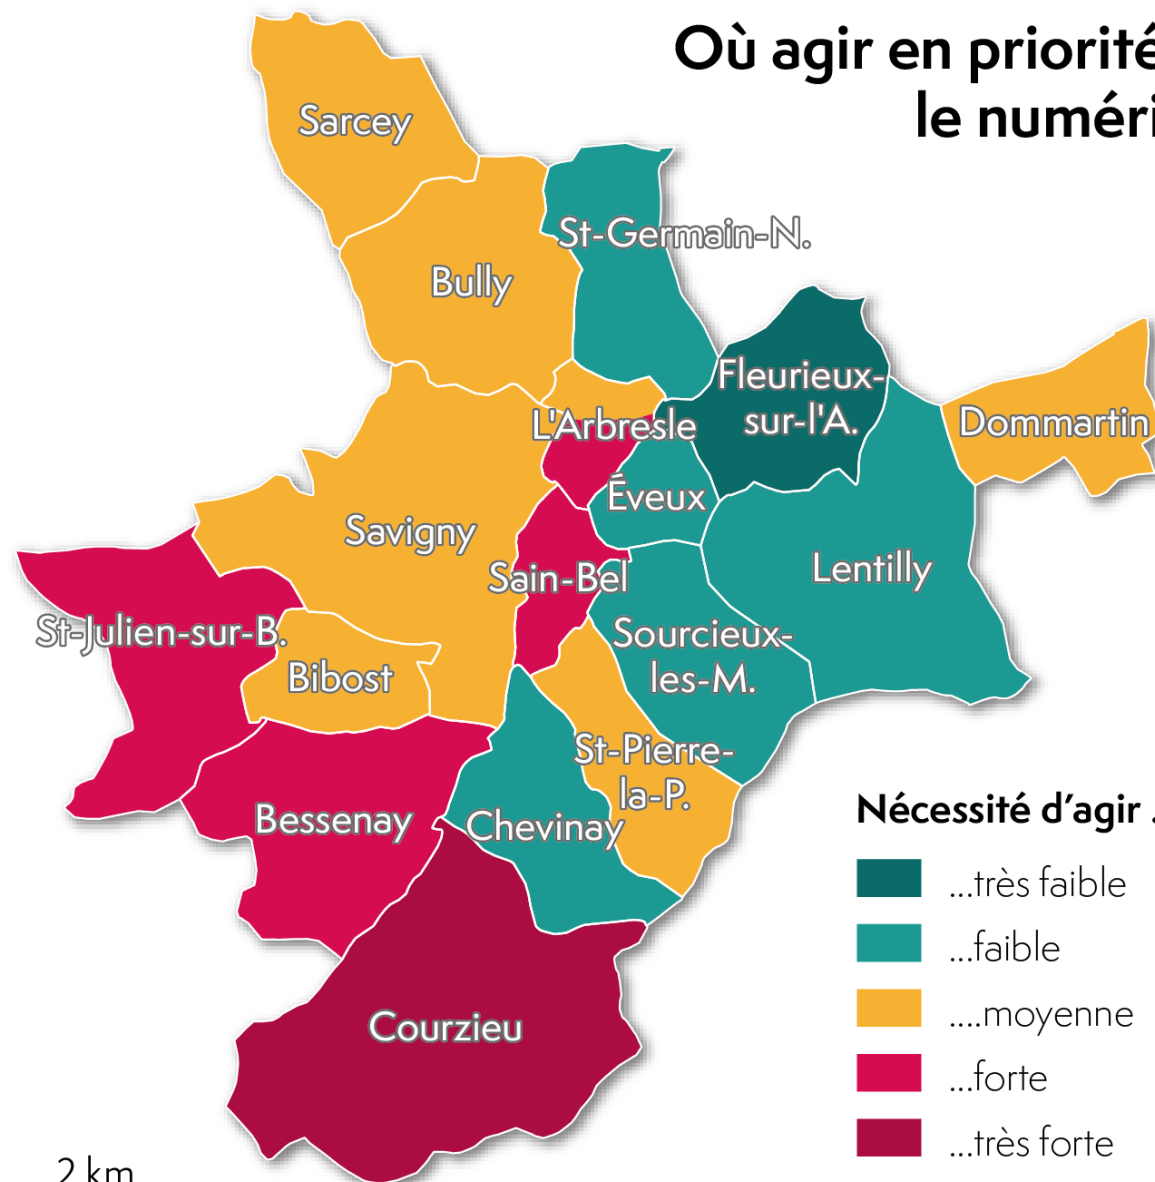 Où agir en priorité
le numéri
Sarcey
St-Germain-N.
Bully
Fleurieux-
sur-l'A.
Dommartin
L'Arbresle
Éveux
Savigny
Lentilly
Sain-Bel
St-Julien-sur-B.
Sourcieux-
les-M.
Bibost
St-Pierre-
la-P.
Bessenay
Chevinay
Courzieu
Nécessité d'agir .
...très faible
...faible
....moyenne
...forte
...très forte
2 km